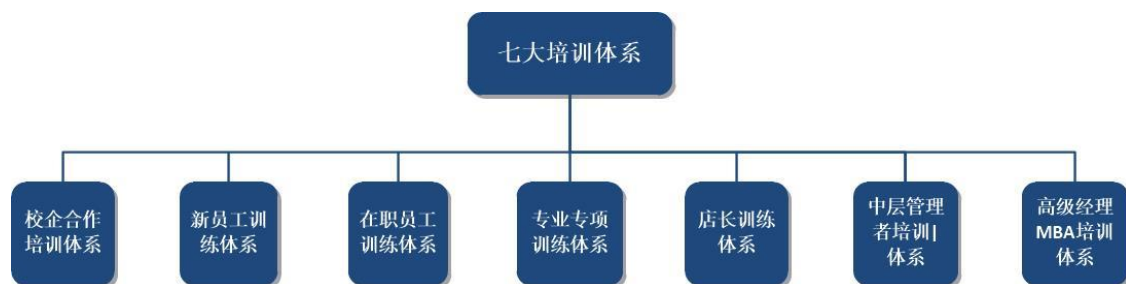 七大培训体系
校企合作
培训体系
新员工训
练体系
在职员工
训练体系
专业专项
训练体系
店长训练
体系
中层管理
者培训|
体系
高级经理
MBA培训
体系